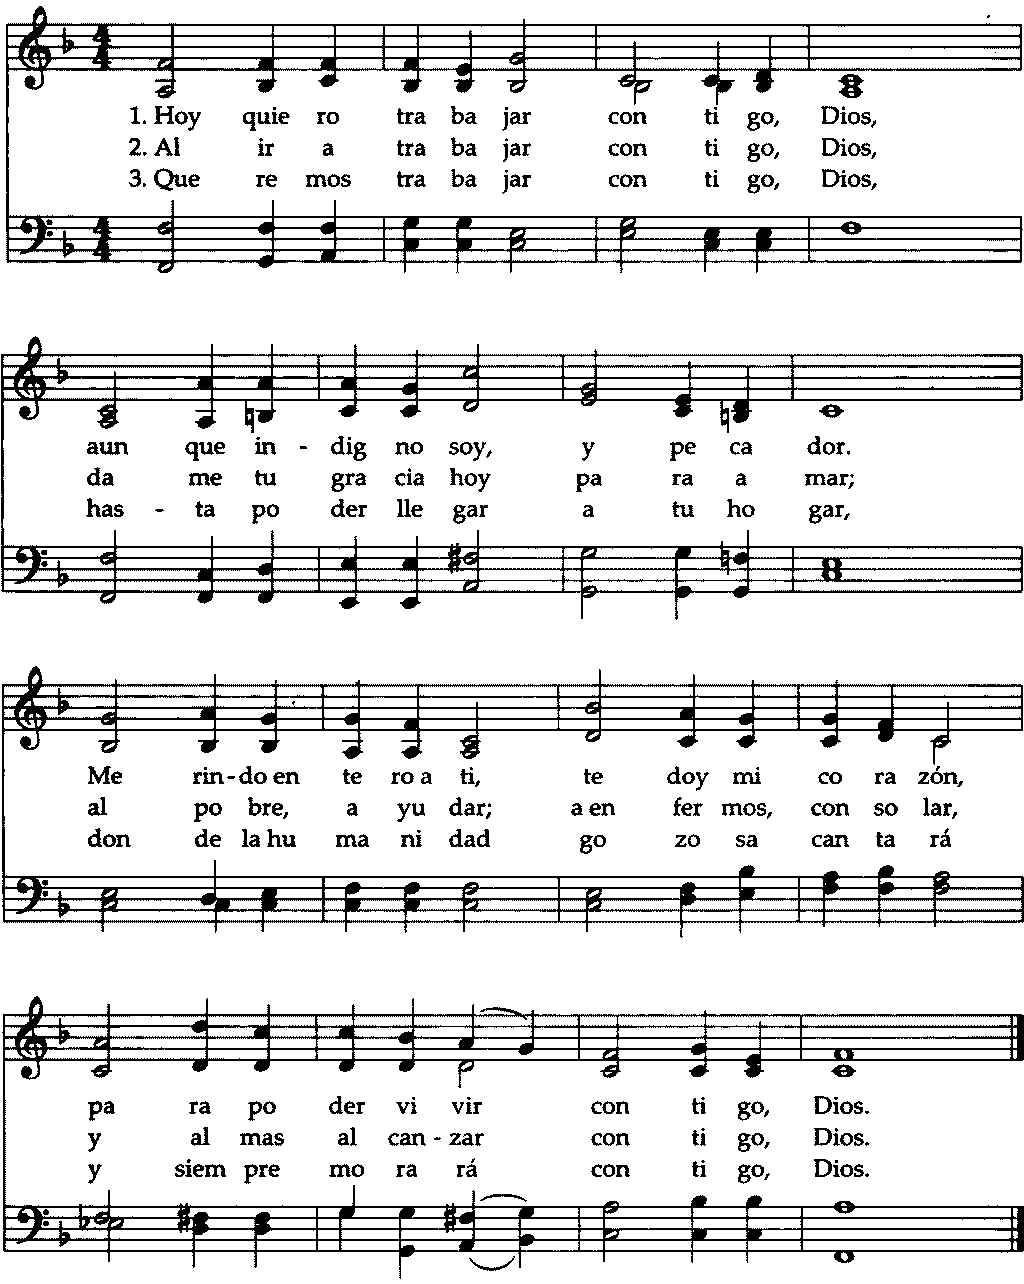 4 4
1. Hoy quie ro tra ba jar con ti go, Dios,
2. Al ir a tra ba jar con ti go, Dios,
3. Que re mos tra ba jar con ti go, Dios,
4 4
aun que in - dig no soy, y pe ca dor.
da me tu gra cia hoy pa ra a mar;
has - ta po der lle gar a tu ho gar,
Me rin - do en te ro a ti, te doy mi co ra zón,
al po bre, a yu dar; a en fer mos, con so lar,
don de la hu ma ni dad go zo sa can ta rá
pa ra po der vi vir con ti go, Dios.
y al mas al can - zar con ti go, Dios.
y siem pre mo ra rá con ti go, Dios.